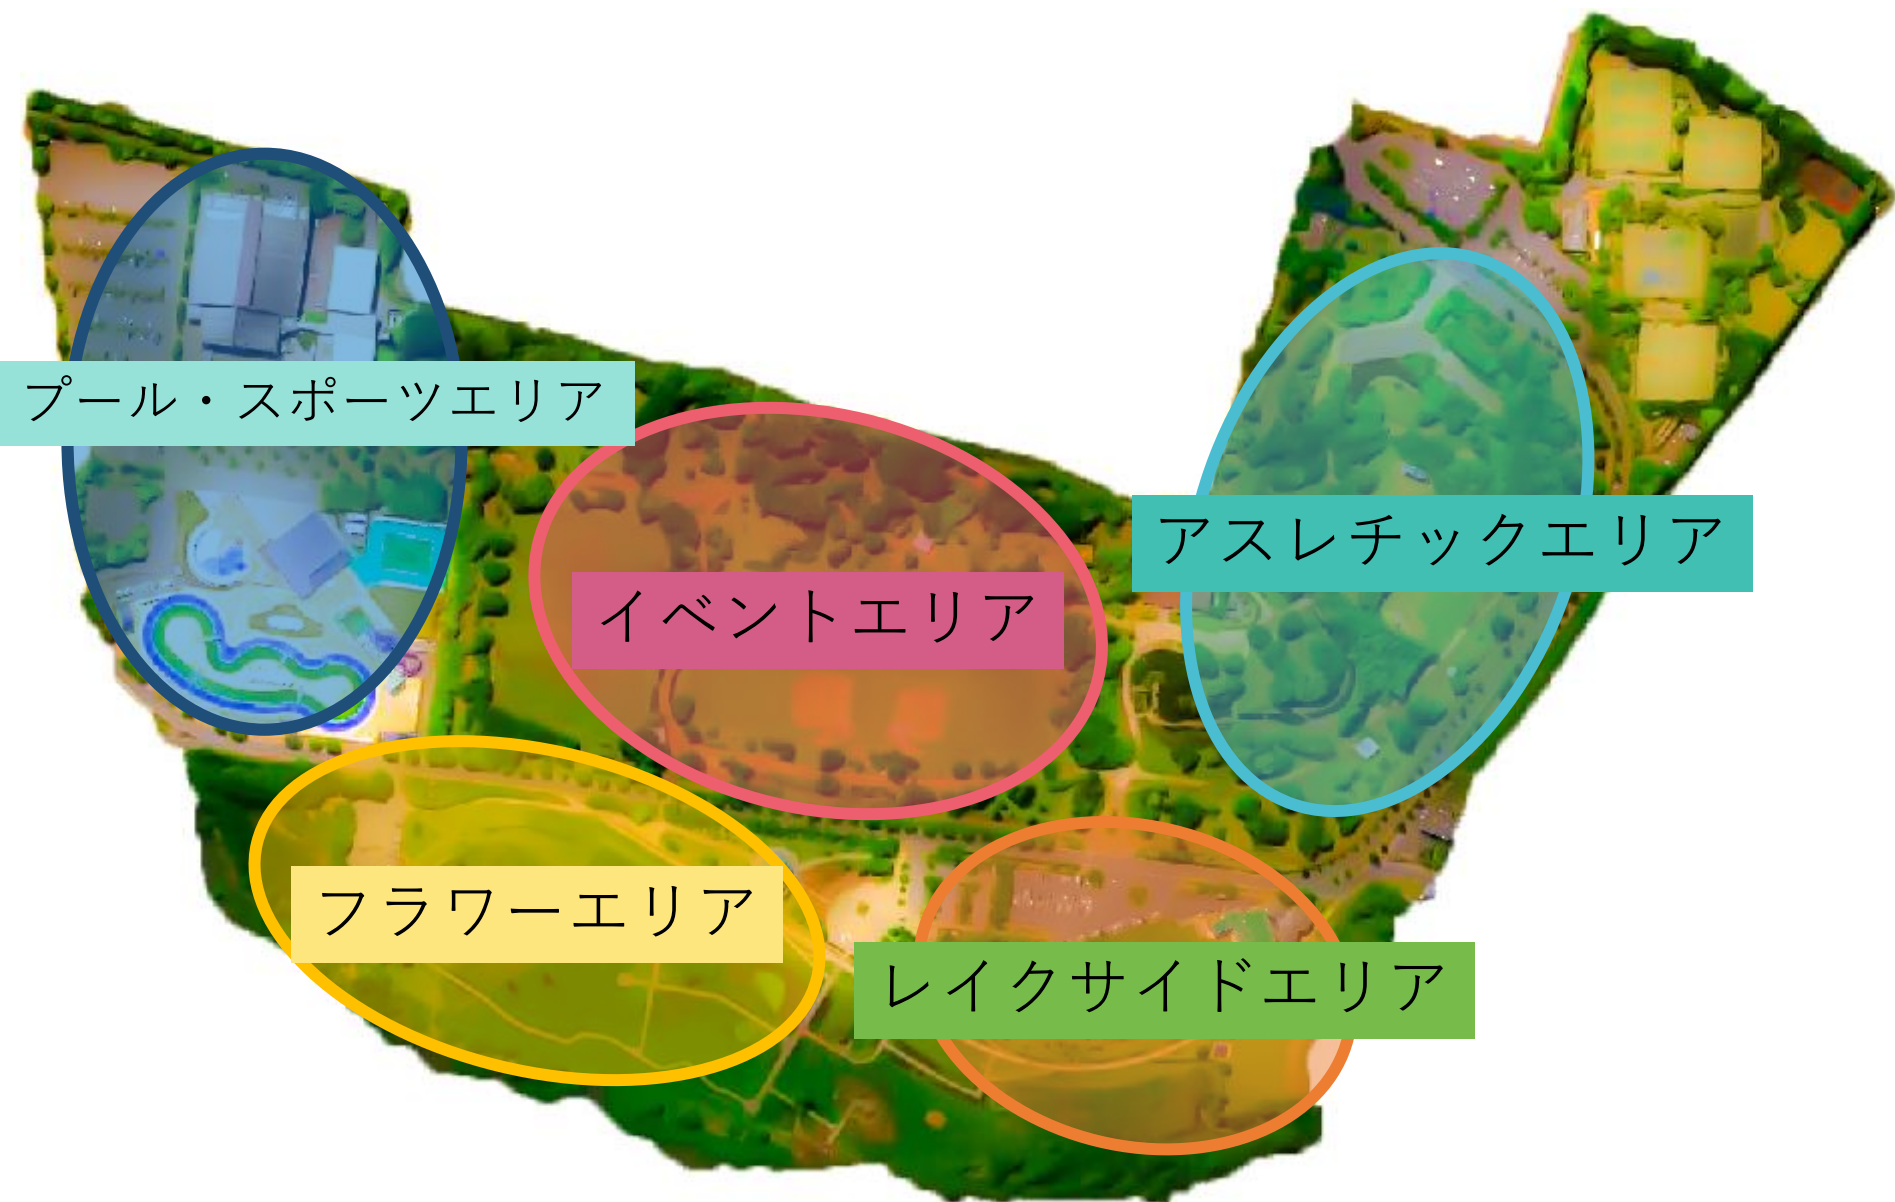 プール・スポーツエリア
イベントエリア
アスレチックエリア
フラワーエリア
レイクサイドエリア